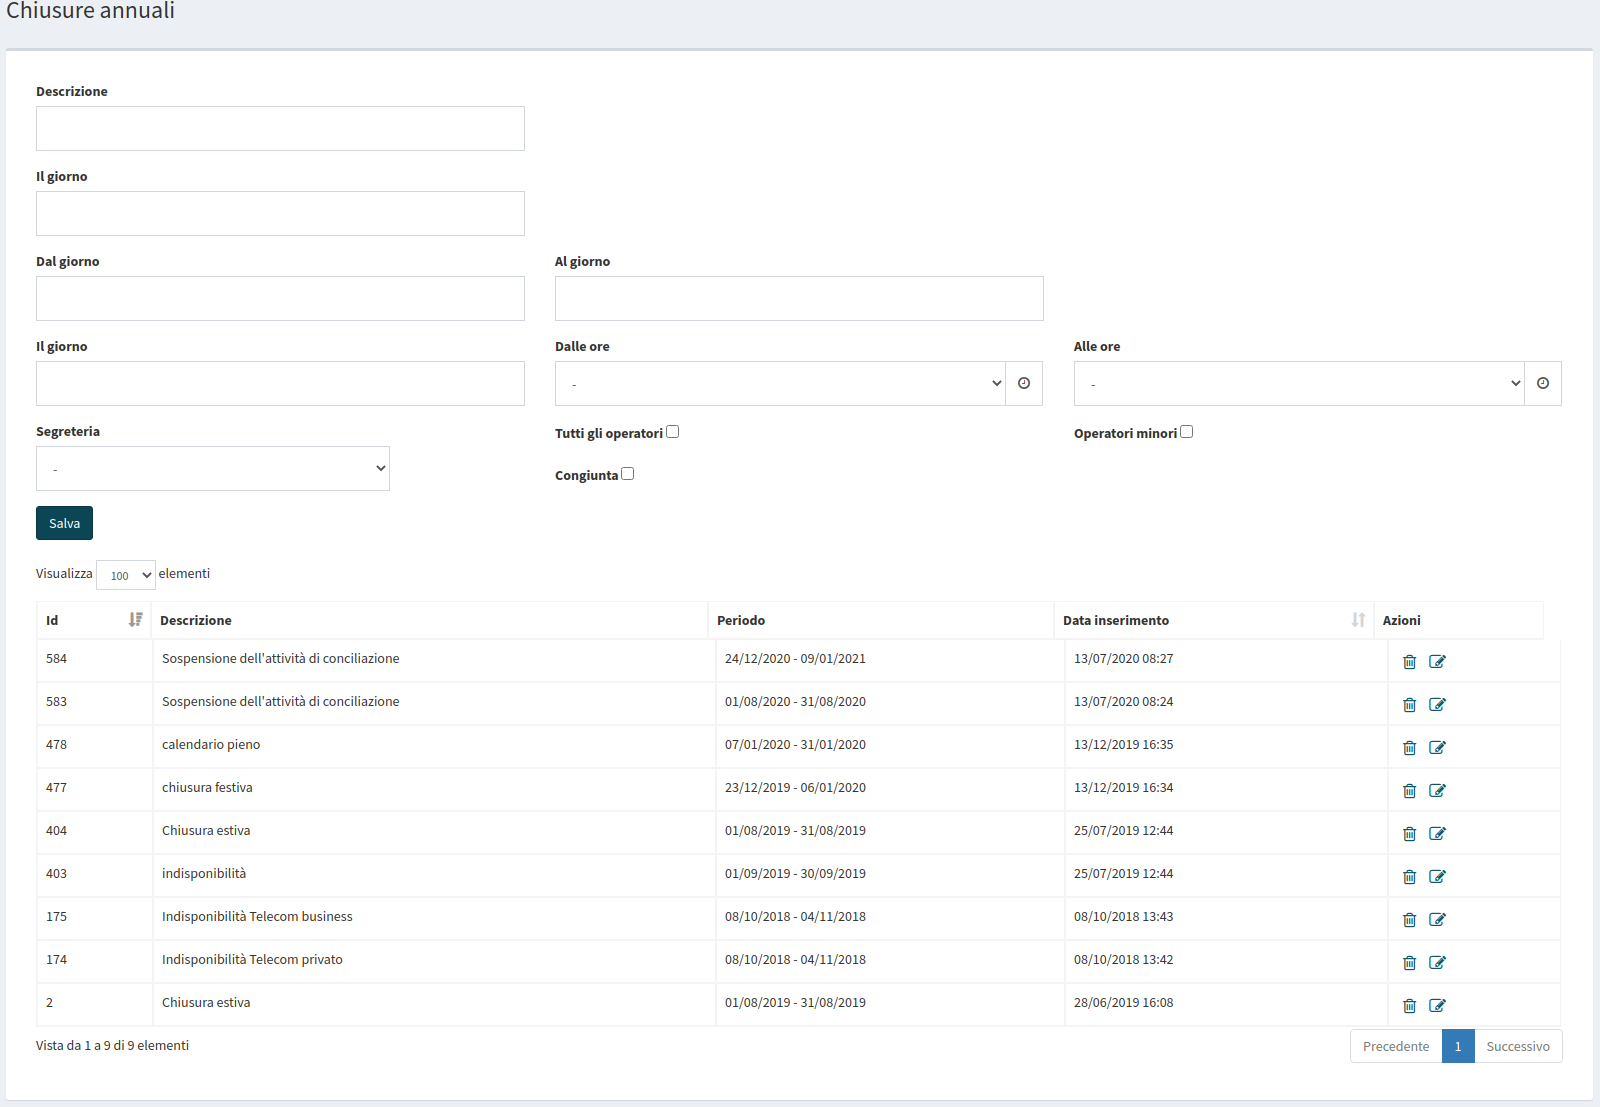 Chiusure annuali
Descrizione
Il giorno
Dal giorno Al giorno
Il giorno Dalle ore Alle ore
- -
Segreteria Tutti gli operatori Operatori minori
-
Congiunta
Salva
Visualizza 100 elementi
Id Descrizione Periodo Data inserimento Azioni
584 Sospensione dell'attività di conciliazione 24/12/2020 - 09/01/2021 13/07/2020 08:27
583 Sospensione dell'attività di conciliazione 01/08/2020 - 31/08/2020 13/07/2020 08:24
478 calendario pieno 07/01/2020 - 31/01/2020 13/12/2019 16:35
477 chiusura festiva 23/12/2019 - 06/01/2020 13/12/2019 16:34
404 Chiusura estiva 01/08/2019 - 31/08/2019 25/07/2019 12:44
403 indisponibilità 01/09/2019 - 30/09/2019 25/07/2019 12:44
175 Indisponibilità Telecom business 08/10/2018 - 04/11/2018 08/10/2018 13:43
174 Indisponibilità Telecom privato 08/10/2018 - 04/11/2018 08/10/2018 13:42
2 Chiusura estiva 01/08/2019 - 31/08/2019 28/06/2019 16:08
Vista da 1 a 9 di 9 elementi Precedente 1 Successivo